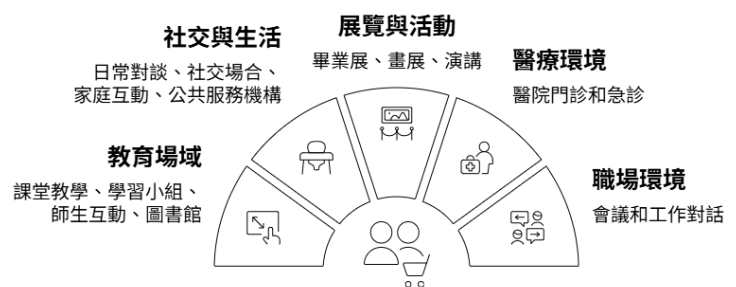 教育場域
課堂教學、學習小組、
師生互動、圖書館
社交與生活
日常對談、社交場合、
家庭互動、公共服務機構
展覽與活動
畢業展、畫展、演講
醫療環境
醫院門診和急診
職場環境
會議和工作對話